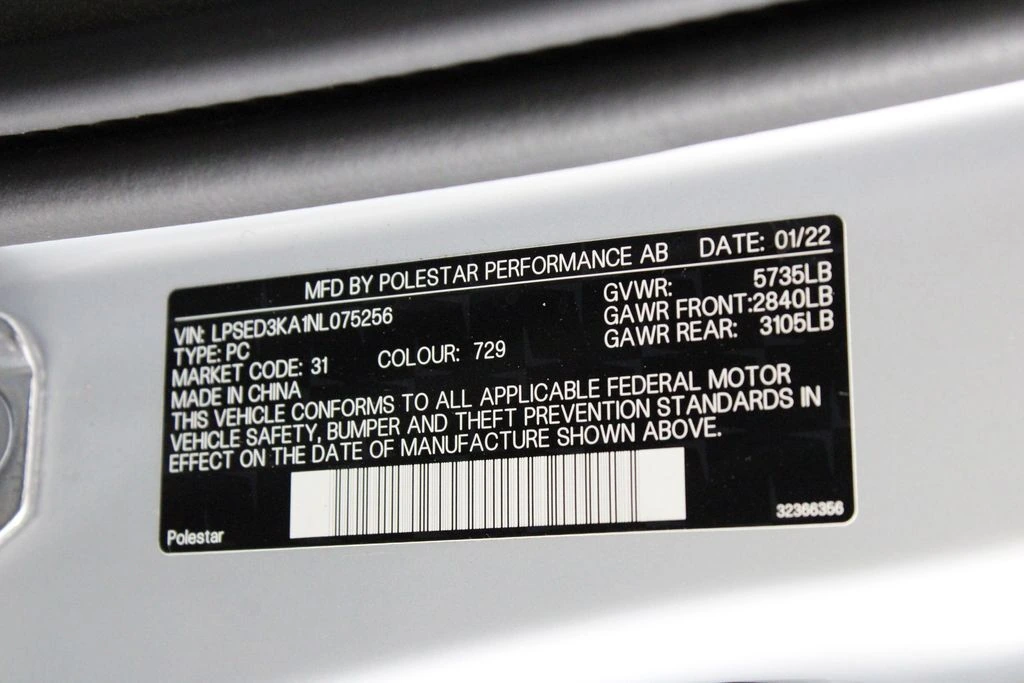 MFD BY POLESTAR PERFORMANCE AB DATE: 01/22
VIN: LPSED3KA1NL075256 GVWR: 5735LB
TYPE: PC GAWR FRONT:2840LB
MARKET CODE: 31 COLOUR: 729 GAWR REAR: 3105LB
MADE IN CHINA
THIS VEHICLE CONFORMS TO ALL APPLICABLE FEDERAL MOTOR
VEHICLE SAFETY, BUMPER AND THEFT PREVENTION STANDARDS IN
EFFECT ON THE DATE OF MANUFACTURE SHOWN ABOVE.
Polestar 32366356